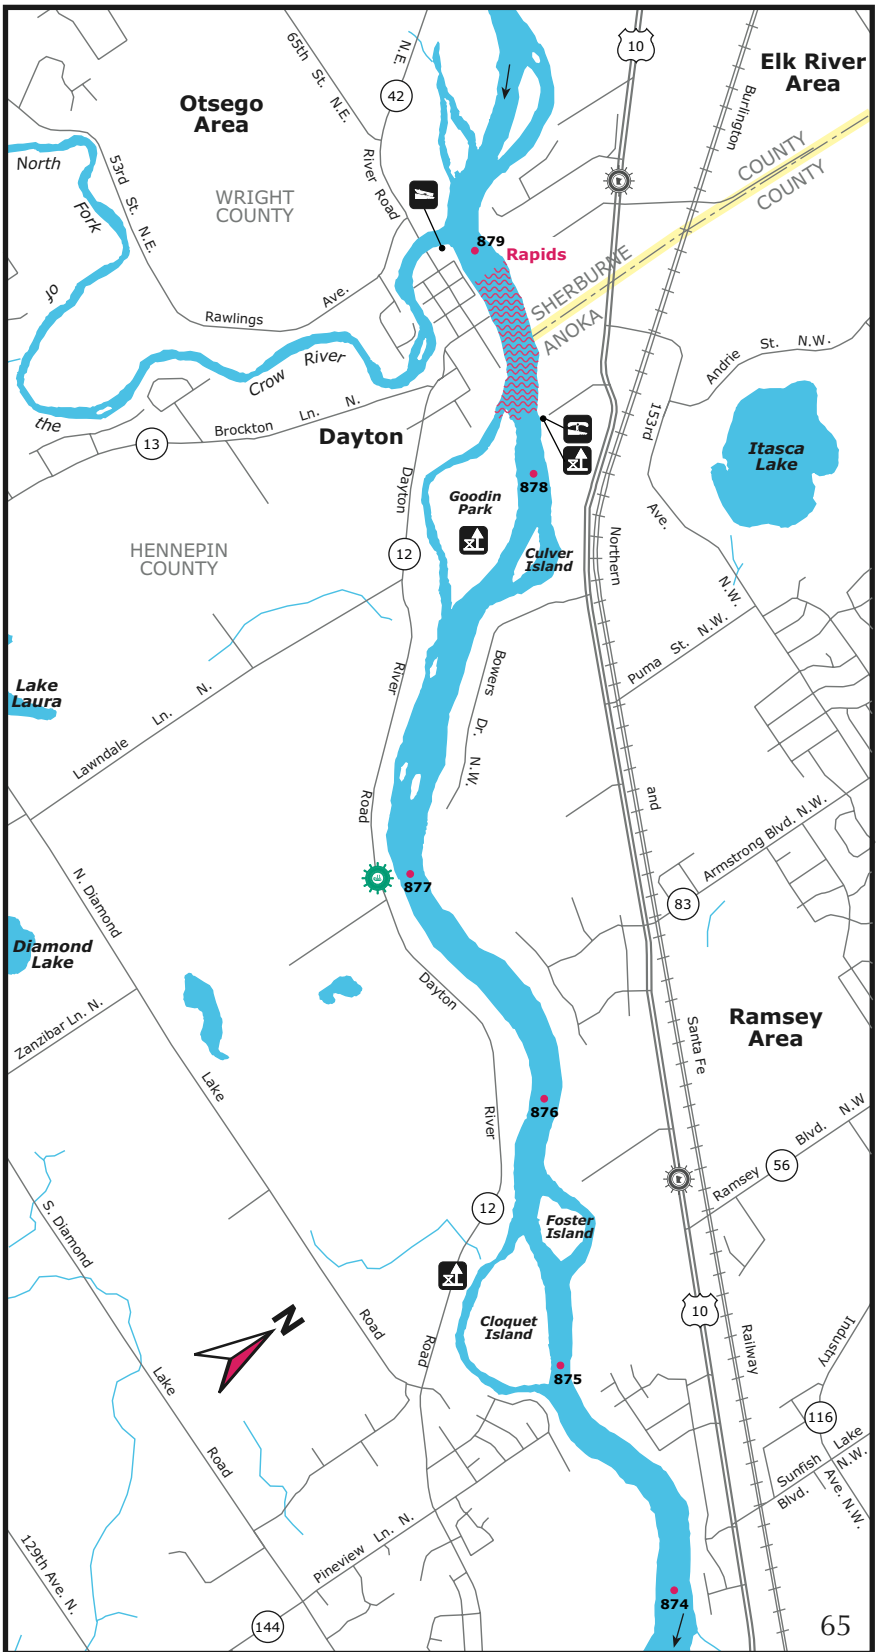 65th St. N.E.
N.E.
42
10
Elk River
Area
Otsego
Area
Burlington
North
Fork
of
the
Crow
River
53rd St. N.E.
WRIGHT
COUNTY
River Road
COUNTY
COUNTY
879
Rapids
SHERBURNE
ANOKA
Rawlings Ave.
Andrie St. N.W.
153rd
Ave.
N.W.
Brockton Ln. N.
13
Dayton
Itasca
Lake
Dayton
878
Goodin
Park
Culver
Island
12
Northern
HENNEPIN
COUNTY
Puma St. N.W.
Bowers Dr. N.W.
River
Lake
Laura
Lawndale Ln. N.
Road
and
Armstrong Blvd. N.W.
83
877
N. Diamond
Diamond
Lake
Dayton
Zanzibar Ln. N.
Santa Fe
Ramsey
Area
Lake
876
River
Ramsey Blvd. N.W
56
12
S. Diamond
Foster
Island
N
Cloquet
Island
10
Road
Road
Railway
Industry
875
Lake
116
Road
Sunfish Lake
Blvd.
N.W.
Ave. N.W.
Pineview Ln. N.
129th Ave. N.
144
874
65